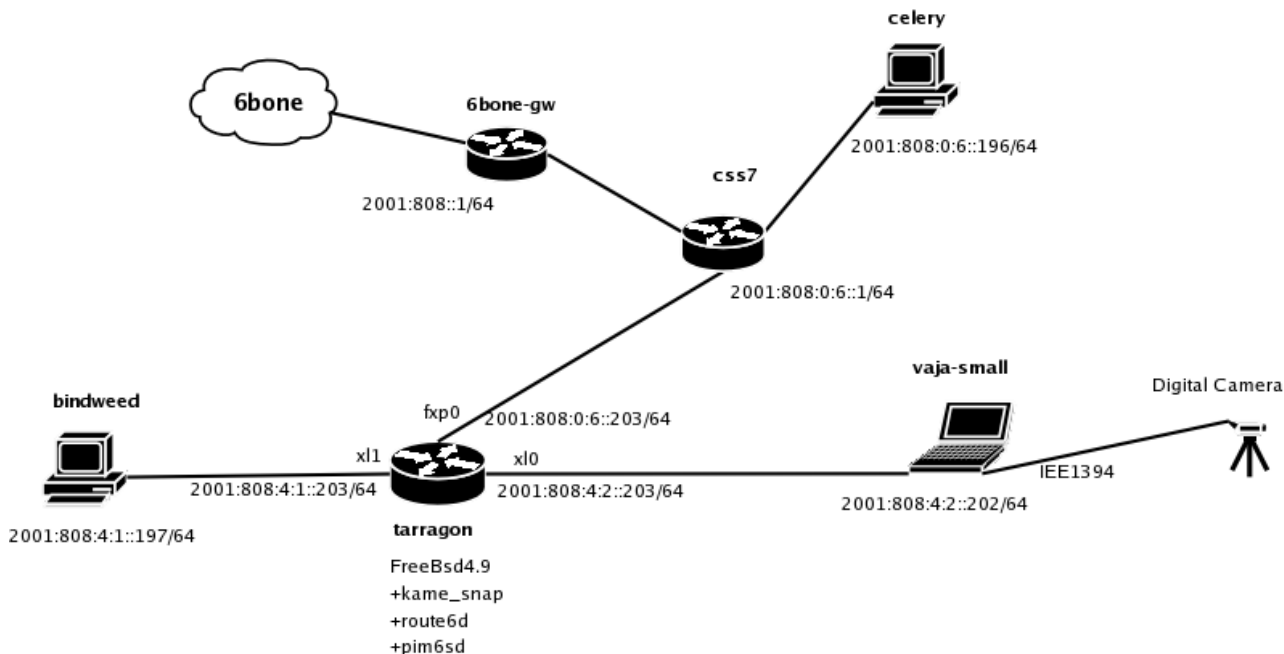 celery
6bone
6bone-gw
2001:808:0:6::196/64
css7
2001:808::1/64
2001:808:0:6::1/64
vaja-small
Digital Camera
bindweed
fxp0
2001:808:0:6::203/64
xl1
xl0
IEE1394
2001:808:4:1::203/64
2001:808:4:2::203/64
2001:808:4:2::202/64
2001:808:4:1::197/64
tarragon
FreeBsd4.9
+kame_snap
+route6d
+pim6sd